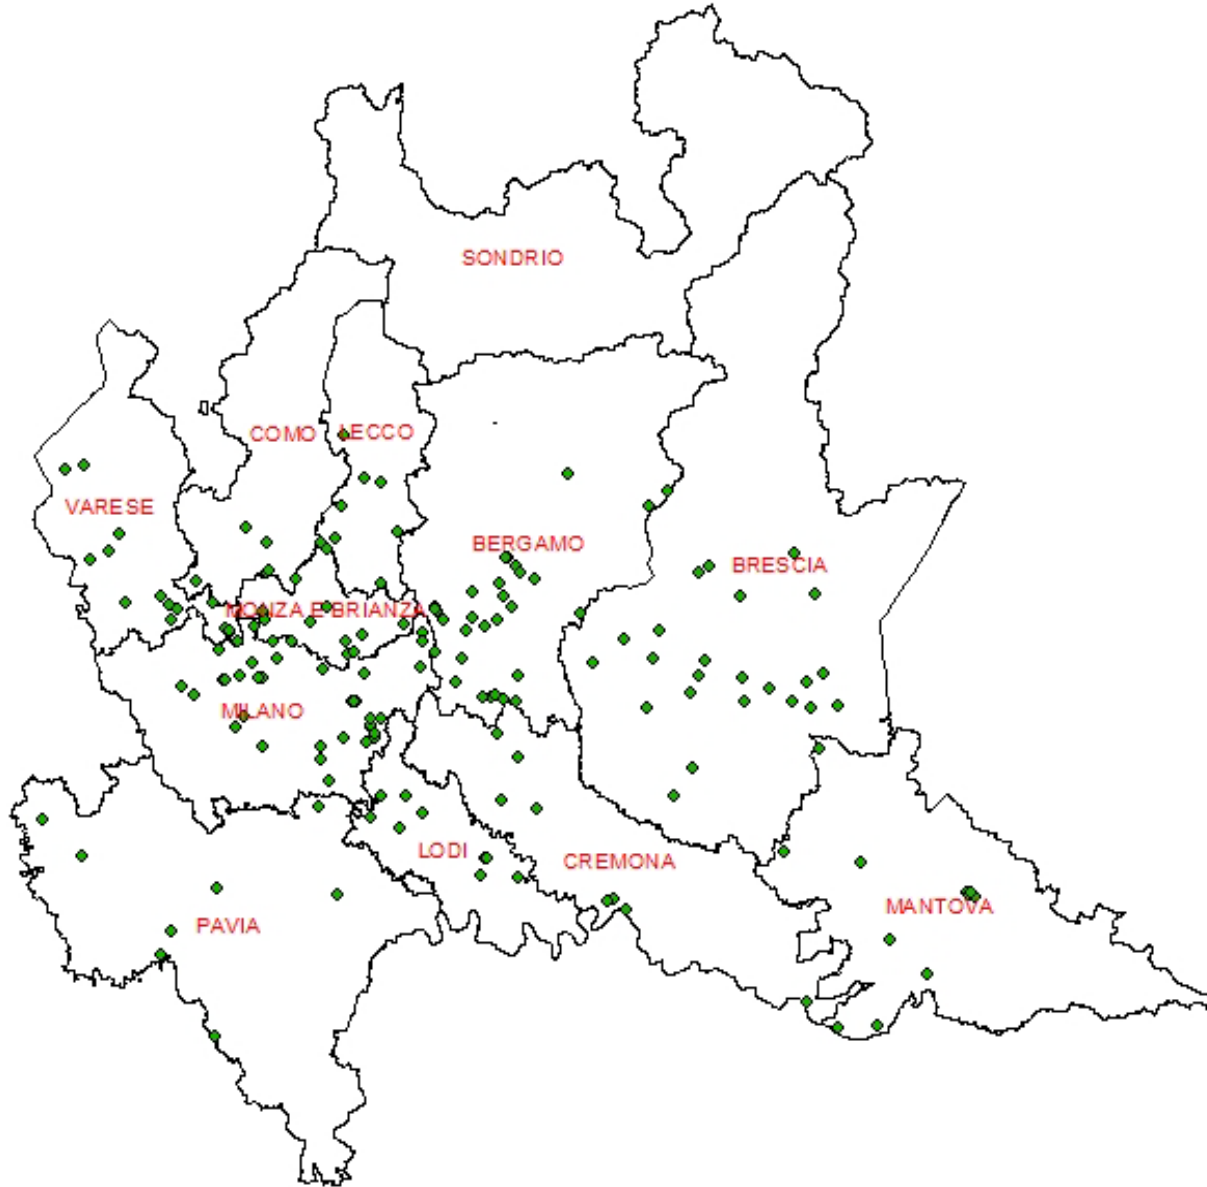 SONDRIO
COMO
LECCO
VARESE
BERGAMO
BRESCIA
MONZA E BRIANZA
MILANO
LODI
CREMONA
PAVIA
MANTOVA